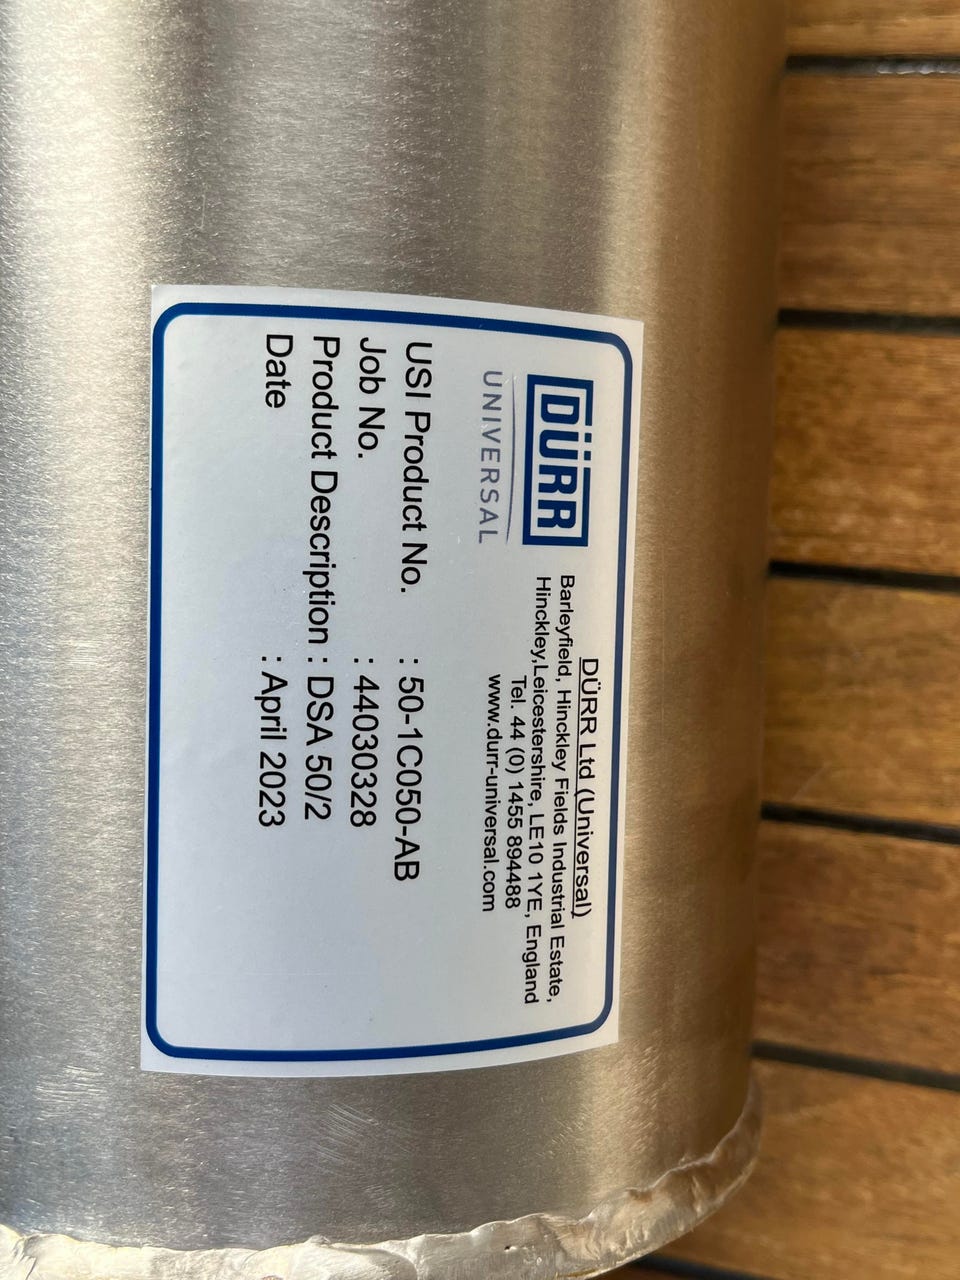 DÜRR
UNIVERSAL
DÜRR Ltd (Universal)
Barleyfield, Hinckley Fields Industrial Estate,
Hinckley,Leicestershire, LE10 1YE, England
Tel. 44 (0) 1455 894488
www.durr-universal.com
USI Product No. : 50-1C050-AB
Job No. : 44030328
Product Description : DSA 50/2
Date : April 2023